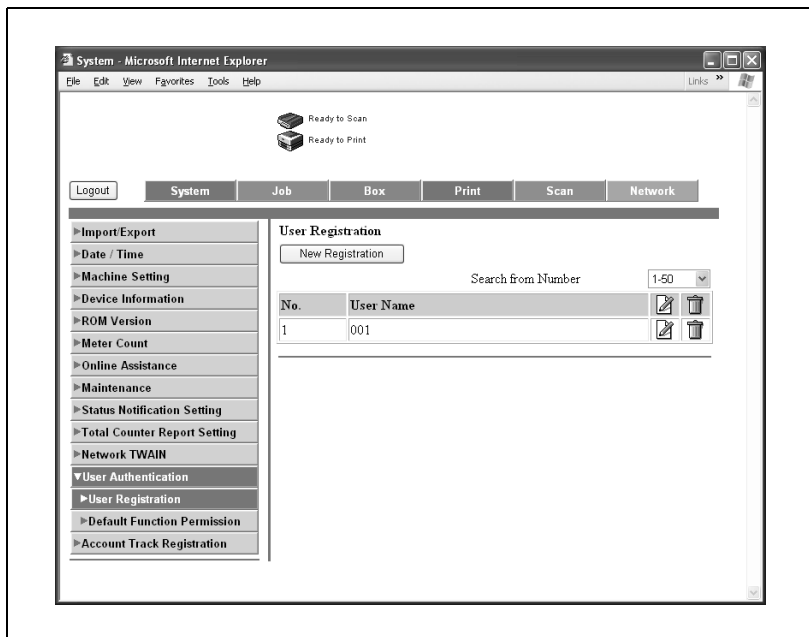 System - Microsoft Internet Explorer
File Edit View Favorites Tools Help Links »
Ready to Scan
Ready to Print
Logout System Job Box Print Scan Network
Import/Export
Date / Time
Machine Setting
Device Information
ROM Version
Meter Count
Online Assistance
Maintenance
Status Notification Setting
Total Counter Report Setting
Network TWAIN
User Authentication
User Registration
Default Function Permission
Account Track Registration
User Registration
New Registration
Search from Number 1-50
No. User Name
1 001